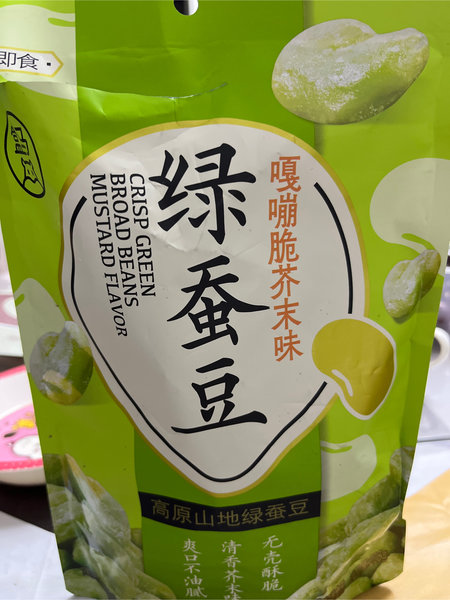 即食
绿蚕豆
嘎嘣脆芥末味
CRISP GREEN
BROAD BEANS
MUSTARD FLAVOR
高原山地绿蚕豆
无壳酥脆
清香芥末味
爽口不油腻